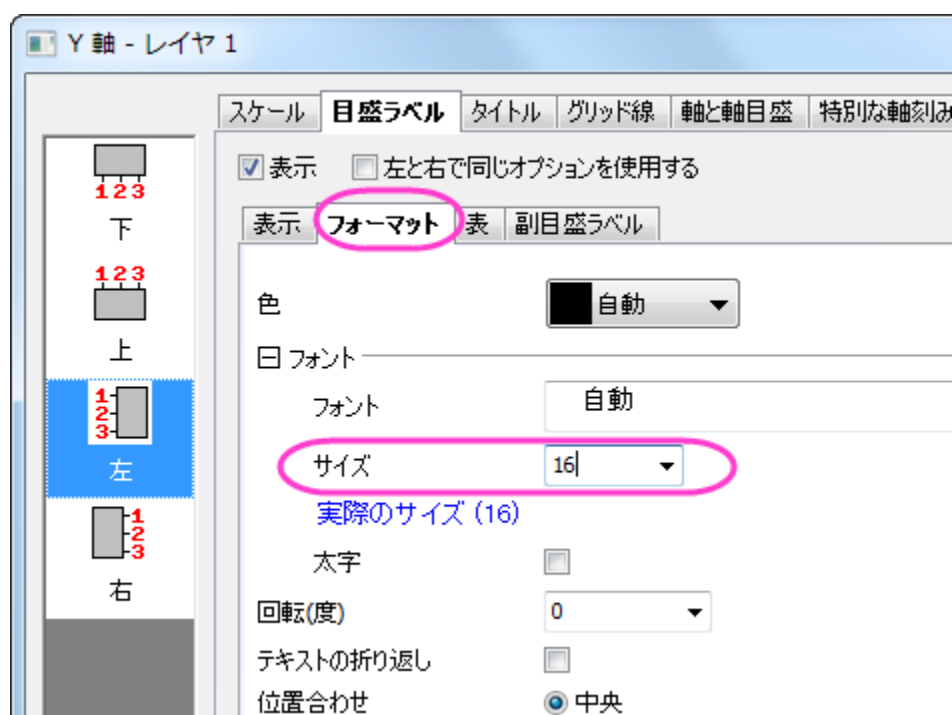 Y 軸 - レイヤ 1
スケール 目盛ラベル タイトル グリッド線 軸と軸目盛 特別な軸刻み
表示 左と右で同じオプションを使用する
表示 フォーマット 表 副目盛ラベル
123
下
123
上
1
2
3
左
1
2
3
右
色 自動
フォント
フォント 自動
サイズ 16
実際のサイズ (16)
太字
回転(度) 0
テキストの折り返し
位置合わせ 中央